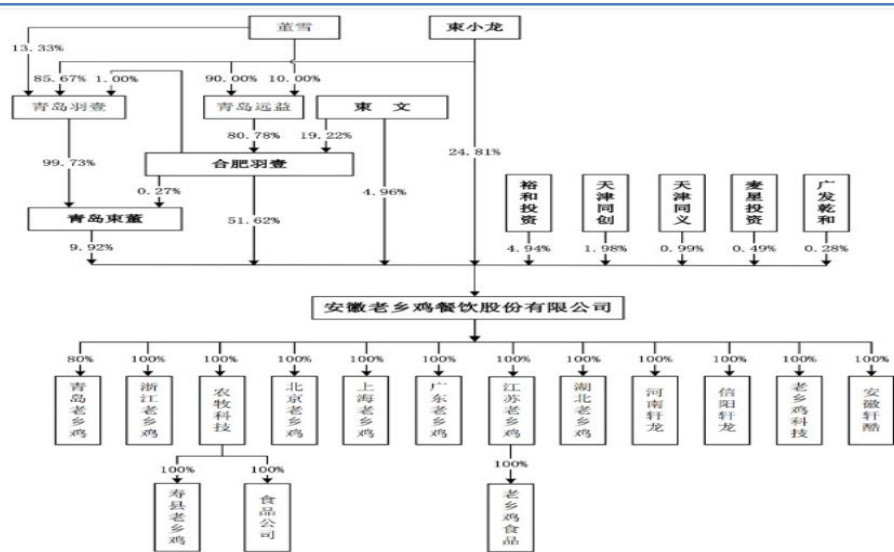 董雪
束小龙
13.33%
85.67%
1.00%
90.00%
10.00%
青岛羽壹
青岛远益
束 文
80.78%
19.22%
99.73%
合肥羽壹
24.81%
0.27%
4.96%
青岛束董
51.62%
裕和投资
天津同创
天津同义
麦星投资
广发乾和
9.92%
4.94%
1.98%
0.99%
0.49%
0.28%
安徽老乡鸡餐饮股份有限公司
80%
100%
100%
100%
100%
100%
100%
100%
100%
100%
100%
100%
青岛老乡鸡
浙江老乡鸡
农牧科技
北京老乡鸡
上海老乡鸡
广东老乡鸡
江苏老乡鸡
湖北老乡鸡
河南轩龙
信阳轩龙
老乡鸡科技
安徽轩酷
100%
100%
100%
寿县老乡鸡
食品公司
老乡鸡食品